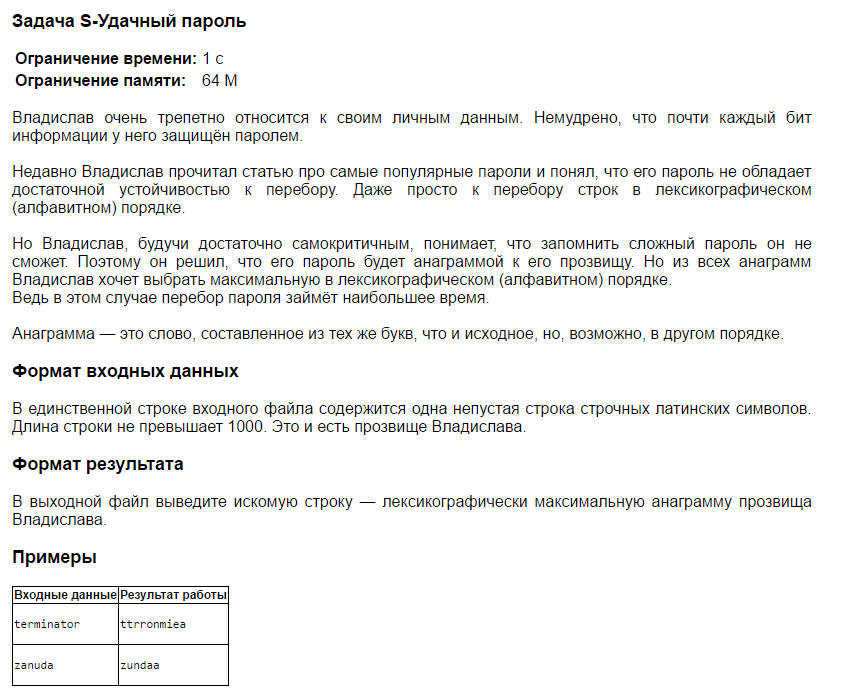 Задача S-Удачный пароль
Ограничение времени: 1 с
Ограничение памяти: 64 M
Владислав очень трепетно относится к своим личным данным. Немудрено, что почти каждый бит
информации у него защищён паролем.
Недавно Владислав прочитал статью про самые популярные пароли и понял, что его пароль не обладает
достаточной устойчивостью к перебору. Даже просто к перебору строк в лексикографическом
(алфавитном) порядке.
Но Владислав, будучи достаточно самокритичным, понимает, что запомнить сложный пароль он не
сможет. Поэтому он решил, что его пароль будет анаграммой к его прозвищу. Но из всех анаграмм
Владислав хочет выбрать максимальную в лексикографическом (алфавитном) порядке.
Ведь в этом случае перебор пароля займёт наибольшее время.
Анаграмма — это слово, составленное из тех же букв, что и исходное, но, возможно, в другом порядке.
Формат входных данных
В единственной строке входного файла содержится одна непустая строка строчных латинских символов.
Длина строки не превышает 1000. Это и есть прозвище Владислава.
Формат результата
В выходной файл выведите искомую строку — лексикографически максимальную анаграмму прозвища
Владислава.
Примеры
Входные данные Результат работы
terminator ttrronmiea
zanuda zundaa